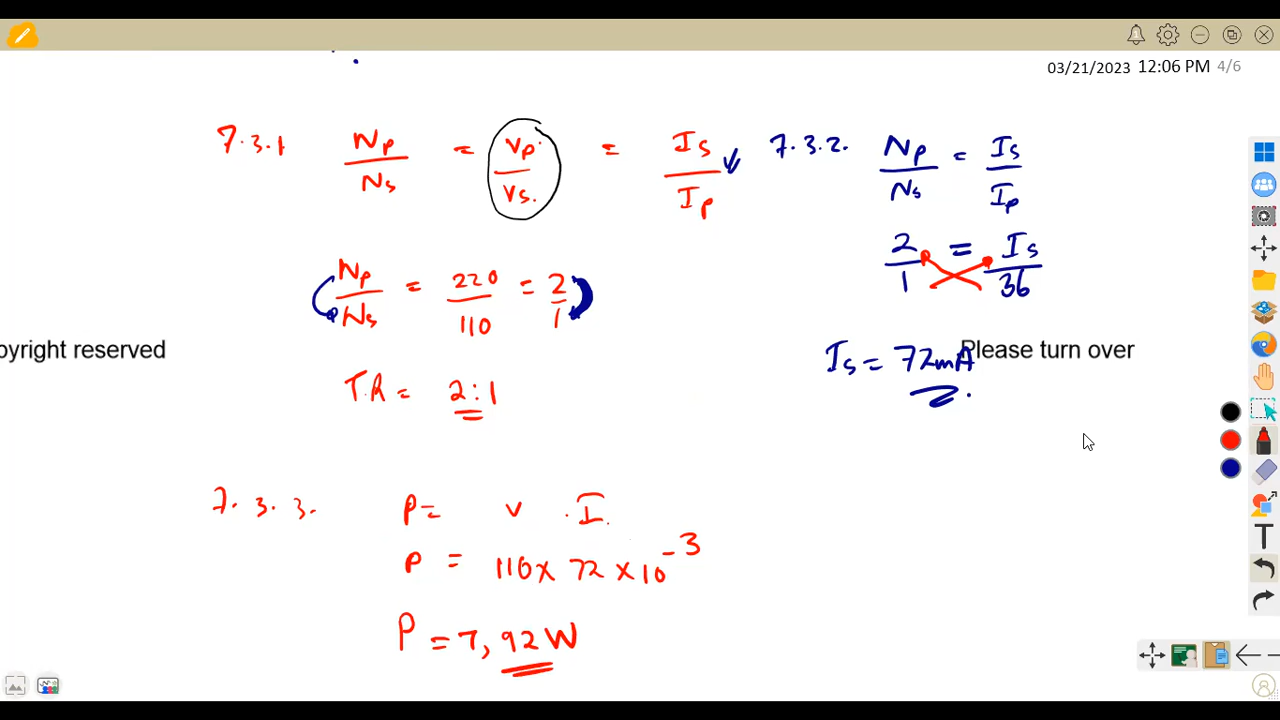 03/21/2023 12:06 PM 4/6
7.3.1 Np/Ns = Vp/Vs. = Is/Ip
Np/Ns = 220/110 = 2/1
T.R = 2:1
7.3.2. Np/Ns = Is/Ip
2/1 = Is/36
Is = 72mA
opyright reserved
Please turn over
7.3.3. P = V . I.
P = 110 x 72 x 10-3
P = 7,92W
T